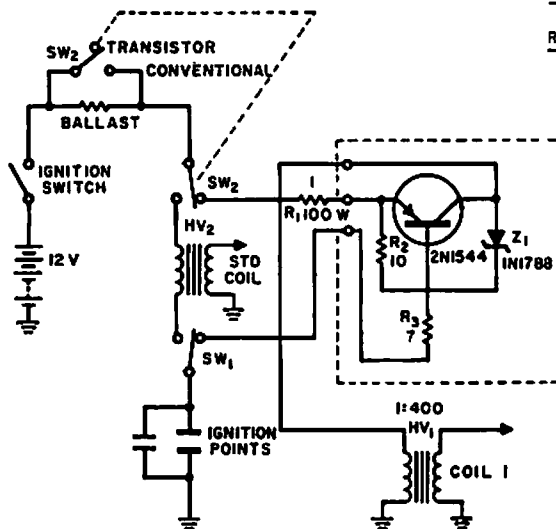 R
TRANSISTOR
SW2
CONVENTIONAL
BALLAST
IGNITION
SWITCH
SW2
1
R1 100 W
HV2
R2
10
2N1544
Z1
1N1788
12 V
STD
COIL
R3
7
SW1
1:400
HV1
IGNITION
POINTS
COIL 1